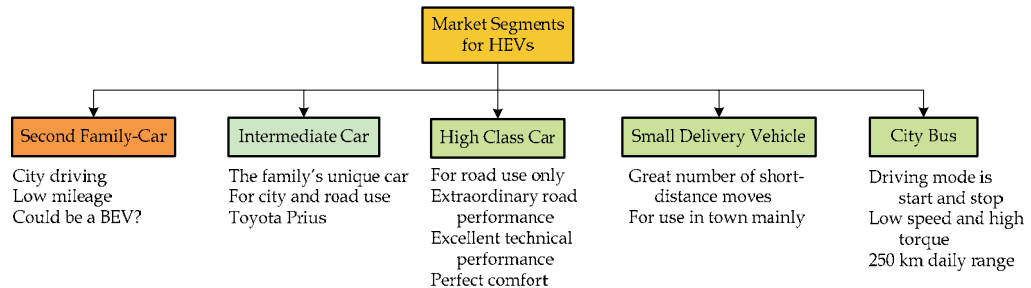 Market Segments
for HEVs
Second Family-Car
City driving
Low mileage
Could be a BEV?
Intermediate Car
The family's unique car
For city and road use
Toyota Prius
High Class Car
For road use only
Extraordinary road
performance
Excellent technical
performance
Perfect comfort
Small Delivery Vehicle
Great number of short-
distance moves
For use in town mainly
City Bus
Driving mode is
start and stop
Low speed and high
torque
250 km daily range